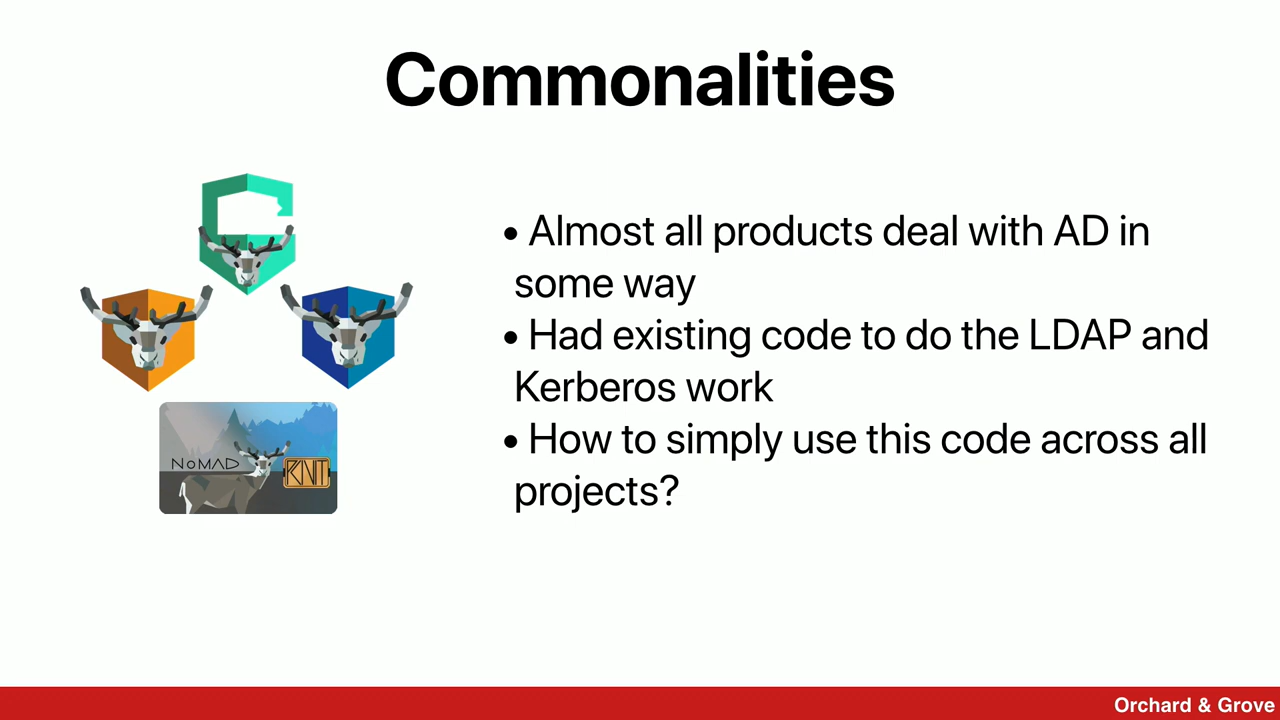 Commonalities
• Almost all products deal with AD in
some way
• Had existing code to do the LDAP and
Kerberos work
• How to simply use this code across all
projects?
NoMAD
Orchard & Grove